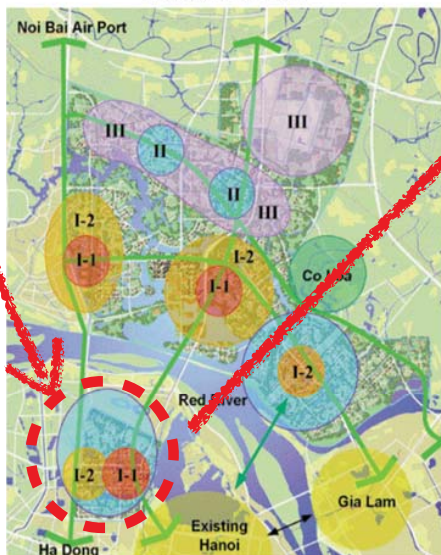 Noi Bai Air Port
III
III
II
II
III
I-2
I-2
I-1
I-1
Co Loa
I-2
Red River
I-2
I-1
Gia Lam
Existing
Hanoi
Ha Dong